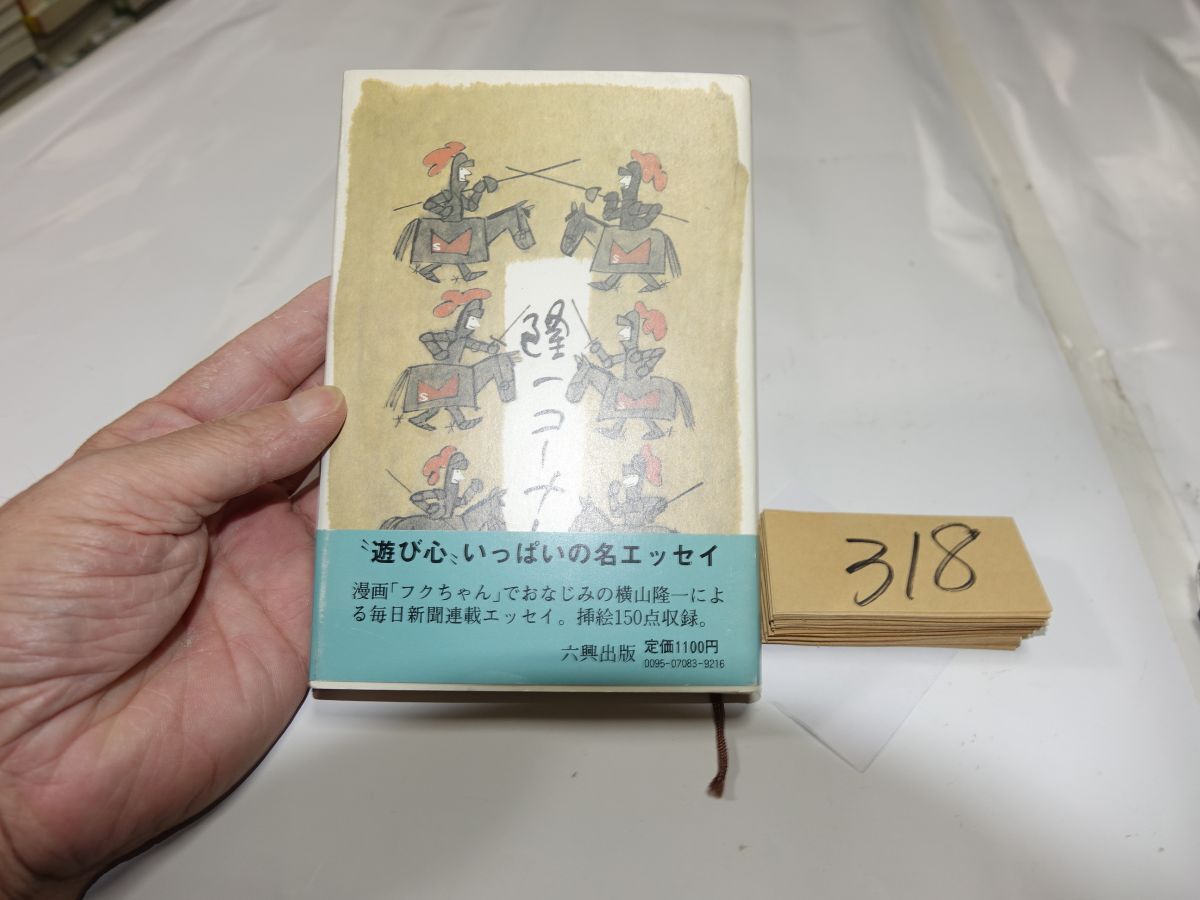 隆一コーナー
〝遊び心〟いっぱいの名エッセイ
漫画「フクちゃん」でおなじみの横山隆一によ
る毎日新聞連載エッセイ。挿絵150点収録。
六興出版 定価1100円
0095-07083-9216
318
S
S
S
S